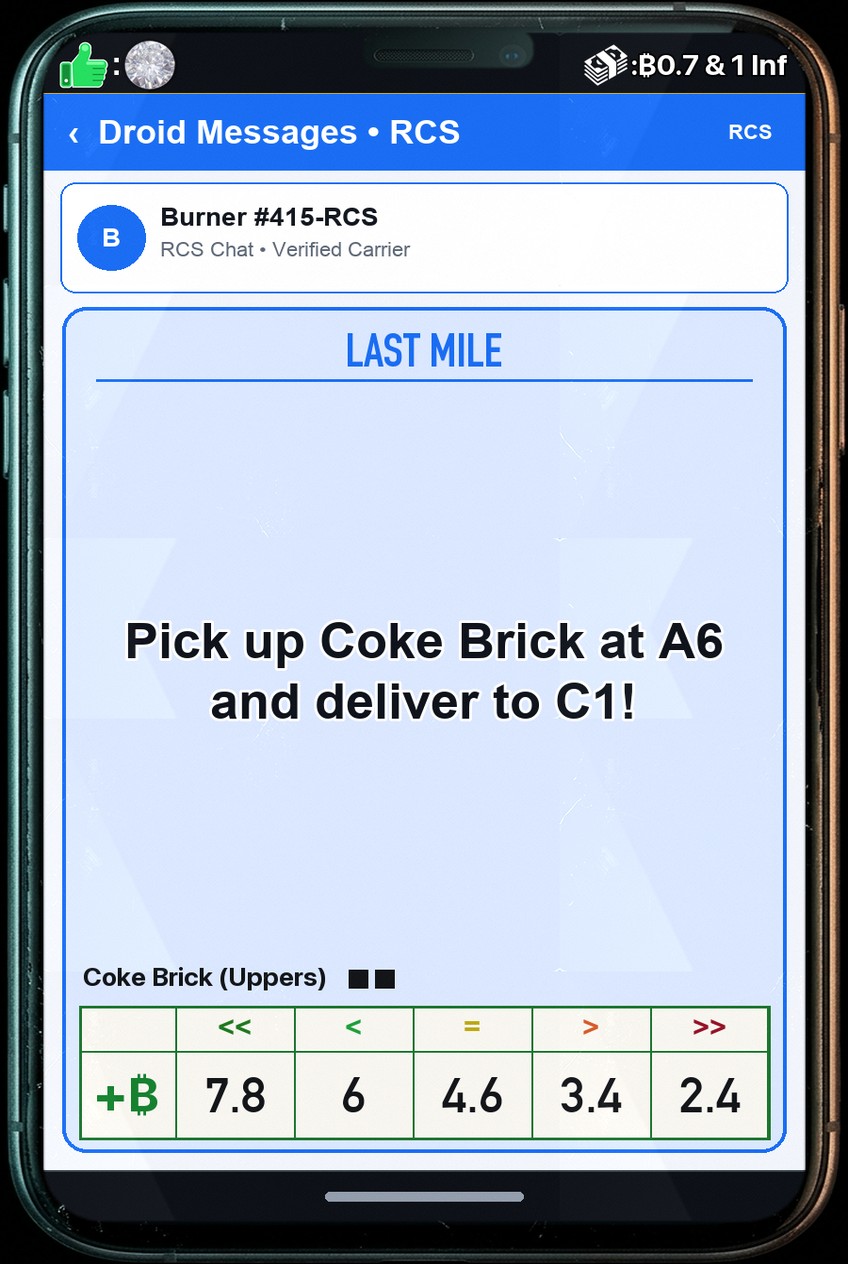 :
:₿0.7 & 1 Inf
‹ Droid Messages • RCS
RCS
B
Burner #415-RCS
RCS Chat • Verified Carrier
LAST MILE
Pick up Coke Brick at A6
and deliver to C1!
Coke Brick (Uppers) ■■
<< < = > >>
+₿ 7.8 6 4.6 3.4 2.4